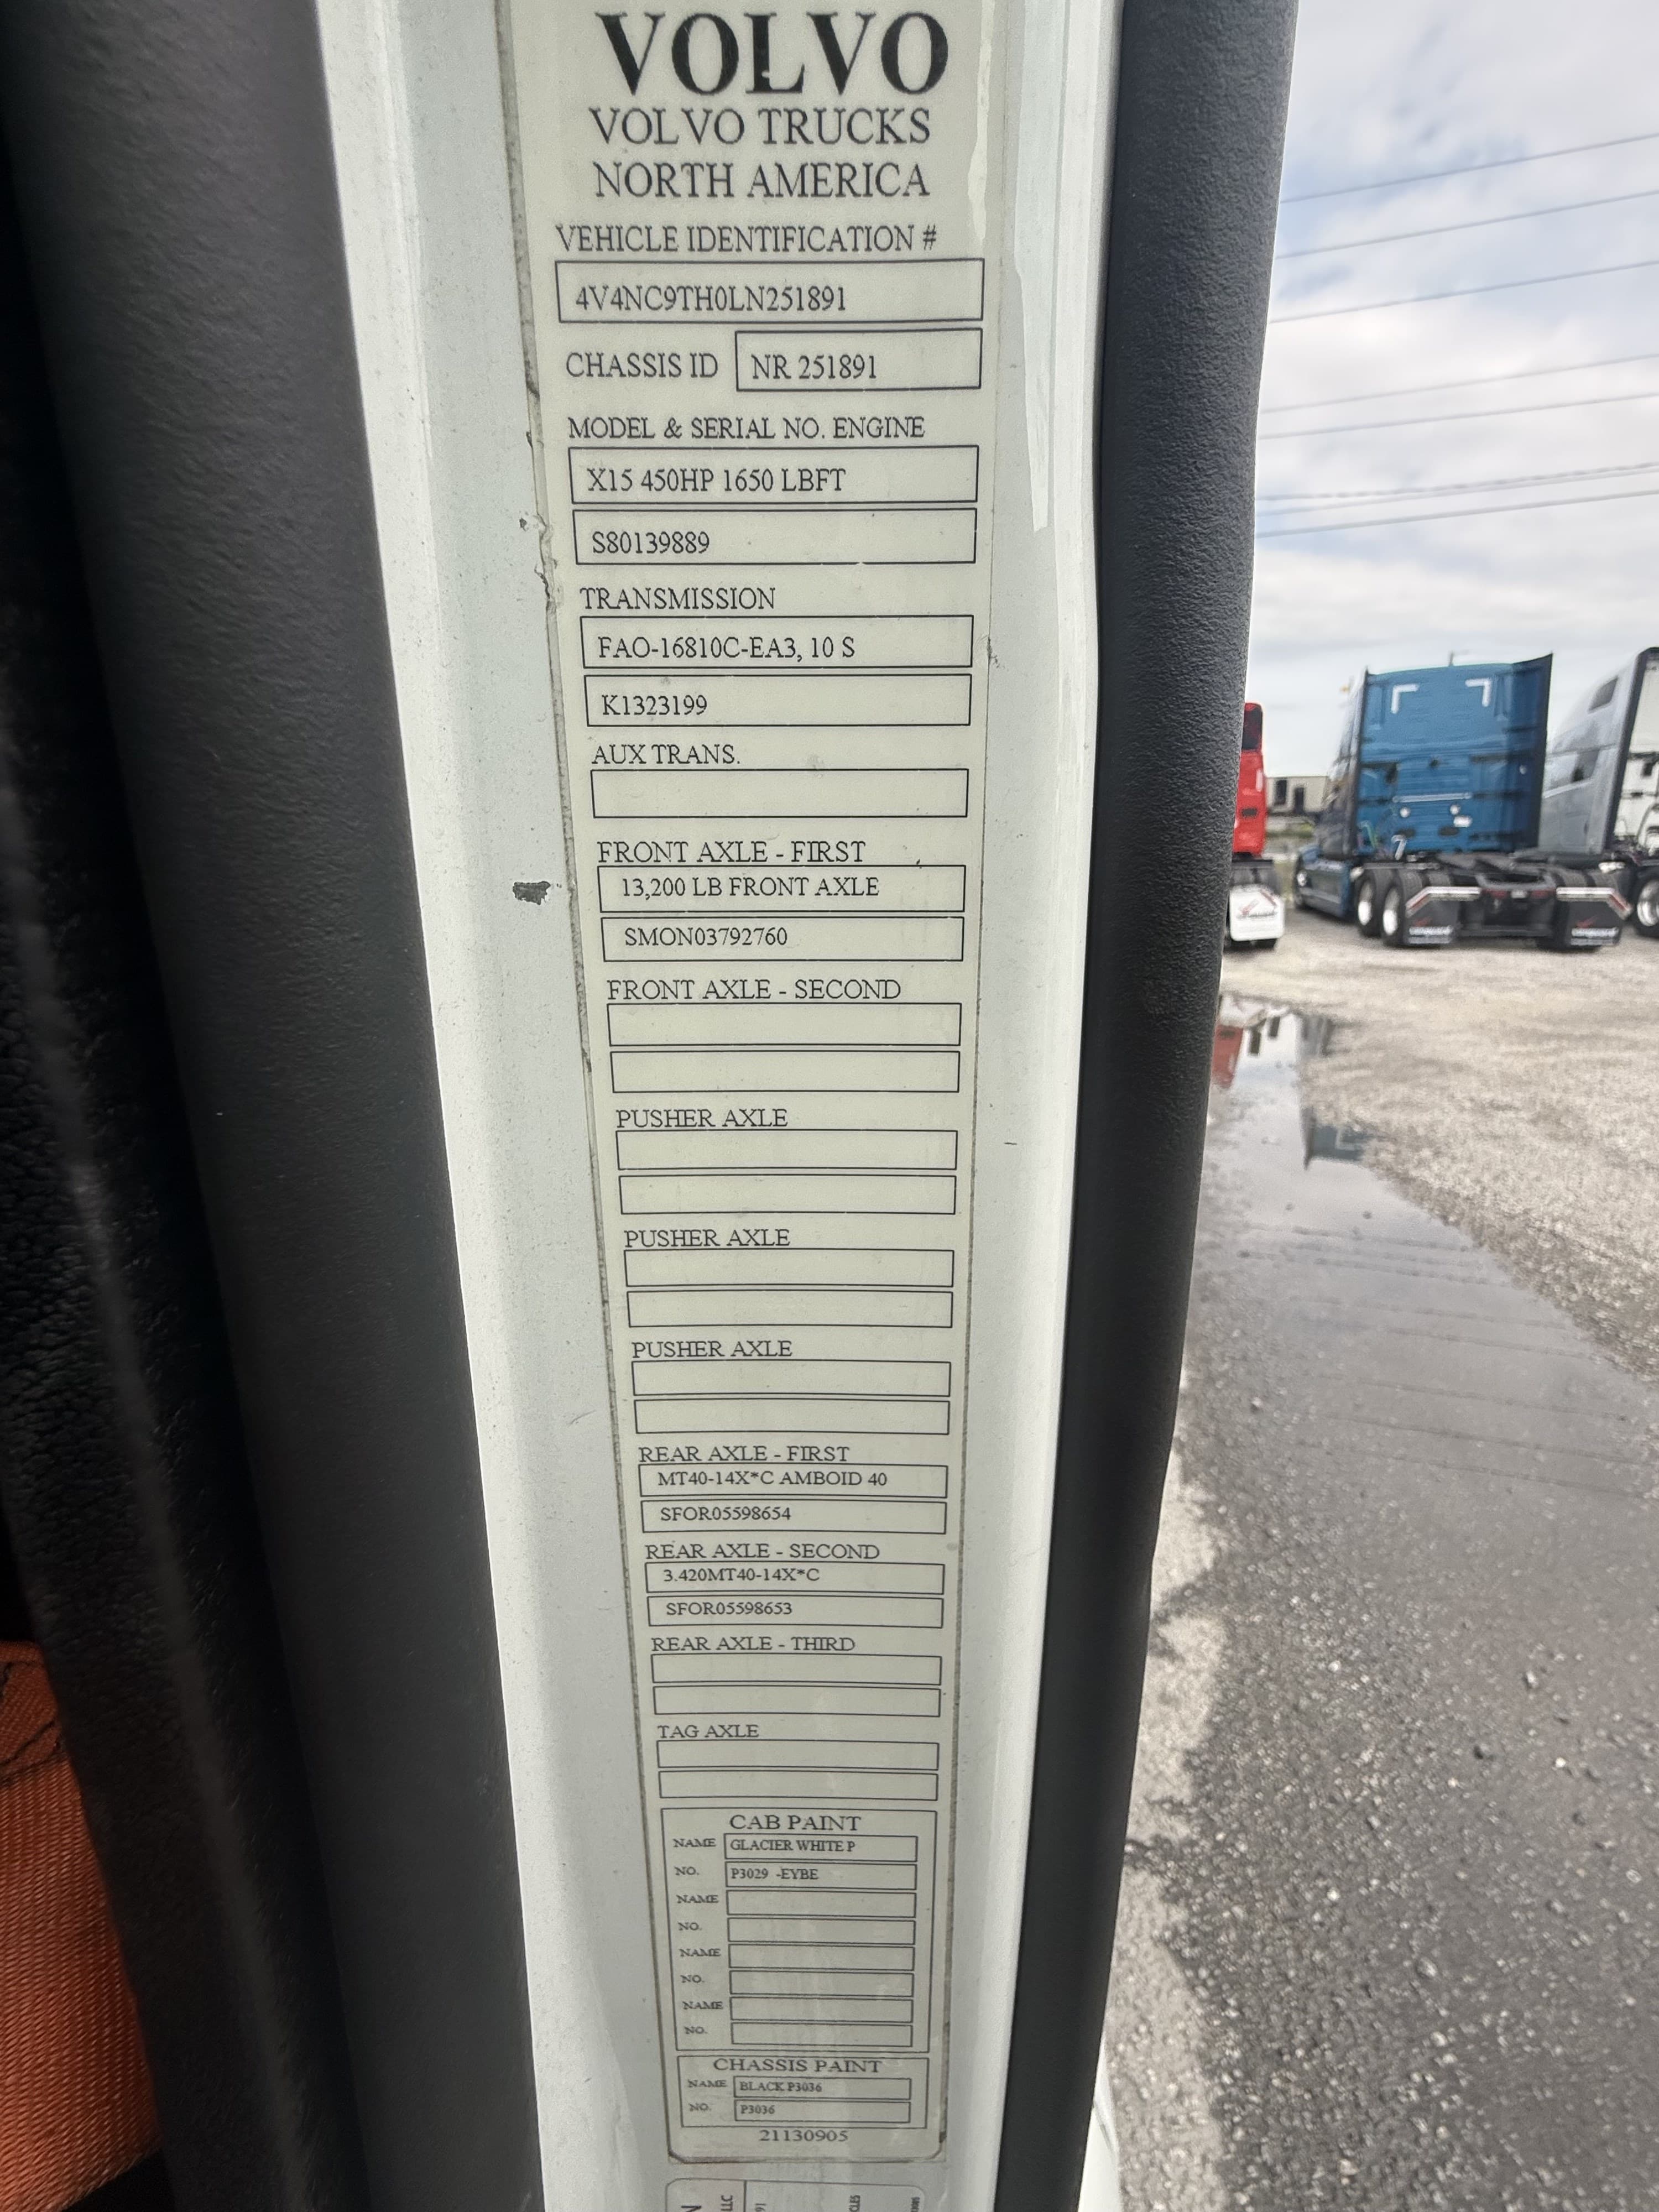 VOLVO
VOLVO TRUCKS
NORTH AMERICA
VEHICLE IDENTIFICATION #
4V4NC9TH0LN251891
CHASSIS ID NR 251891
MODEL & SERIAL NO. ENGINE
X15 450HP 1650 LBFT
S80139889
TRANSMISSION
FAO-16810C-EA3, 10 S
K1323199
AUX TRANS.
FRONT AXLE - FIRST
13,200 LB FRONT AXLE
SMON03792760
FRONT AXLE - SECOND
PUSHER AXLE
PUSHER AXLE
PUSHER AXLE
REAR AXLE - FIRST
MT40-14X*C AMBOID 40
SFOR05598654
REAR AXLE - SECOND
3.420MT40-14X*C
SFOR05598653
REAR AXLE - THIRD
TAG AXLE
CAB PAINT
NAME GLACIER WHITE P
NO. P3029 -EYBE
NAME
NO.
NAME
NO.
NAME
NO.
CHASSIS PAINT
NAME BLACK P3036
NO. P3036
21130905
LLC